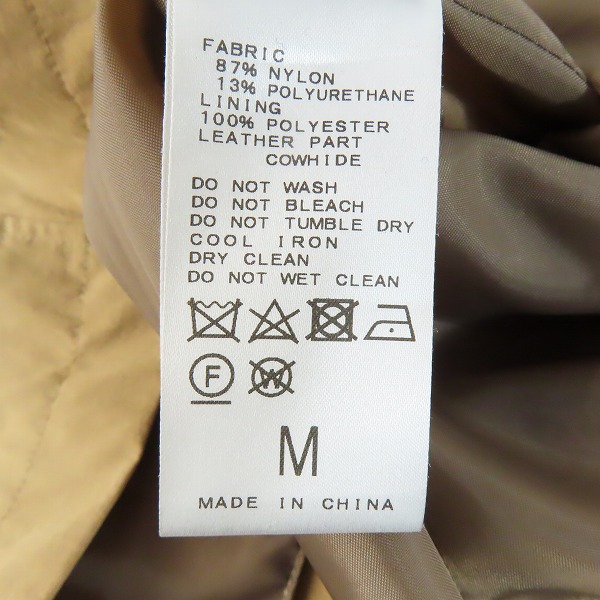 FABRIC
87% NYLON
13% POLYURETHANE
LINING
100% POLYESTER
LEATHER PART
COWHIDE
DO NOT WASH
DO NOT BLEACH
DO NOT TUMBLE DRY
COOL IRON
DRY CLEAN
DO NOT WET CLEAN
F W
M
MADE IN CHINA